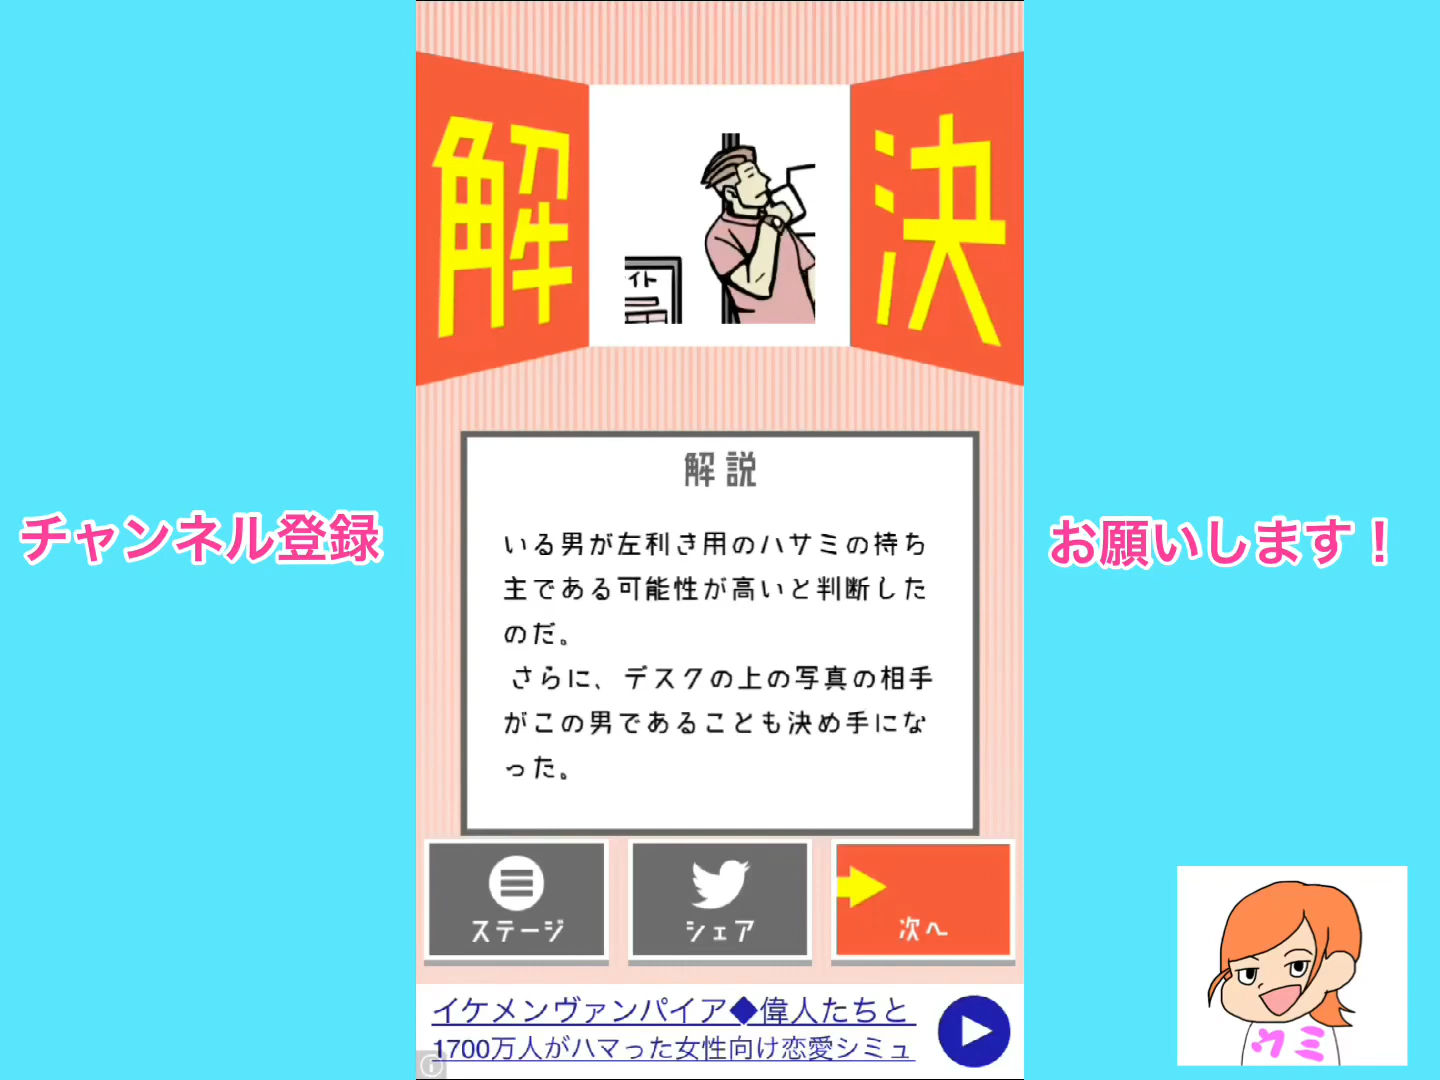 解決
イト
解説
いる男が左利き用のハサミの持ち
主である可能性が高いと判断した
のだ。
さらに、デスクの上の写真の相手
がこの男であることも決め手にな
った。
チャンネル登録
お願いします！
ステージ
シェア
次へ
イケメンヴァンパイア◆偉人たちと
1700万人がハマった女性向け恋愛シミュ
ウミ